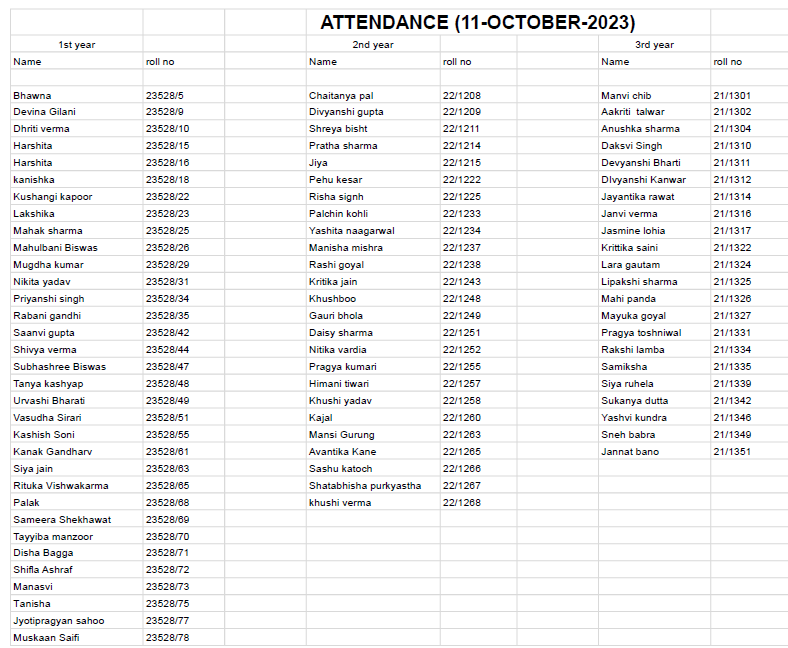 ATTENDANCE (11-OCTOBER-2023)
1st year 2nd year 3rd year
Name roll no Name roll no Name roll no
Bhawna 23528/5 Chaitanya pal 22/1208 Manvi chib 21/1301
Devina Gilani 23528/9 Divyanshi gupta 22/1209 Aakriti talwar 21/1302
Dhriti verma 23528/10 Shreya bisht 22/1211 Anushka sharma 21/1304
Harshita 23528/15 Pratha sharma 22/1214 Daksvi Singh 21/1310
Harshita 23528/16 Jiya 22/1215 Devyanshi Bharti 21/1311
kanishka 23528/18 Pehu kesar 22/1222 DIvyanshi Kanwar 21/1312
Kushangi kapoor 23528/22 Risha signh 22/1225 Jayantika rawat 21/1314
Lakshika 23528/23 Palchin kohli 22/1233 Janvi verma 21/1316
Mahak sharma 23528/25 Yashita naagarwal 22/1234 Jasmine lohia 21/1317
Mahulbani Biswas 23528/26 Manisha mishra 22/1237 Krittika saini 21/1322
Mugdha kumar 23528/29 Rashi goyal 22/1238 Lara gautam 21/1324
Nikita yadav 23528/31 Kritika jain 22/1243 Lipakshi sharma 21/1325
Priyanshi singh 23528/34 Khushboo 22/1248 Mahi panda 21/1326
Rabani gandhi 23528/35 Gauri bhola 22/1249 Mayuka goyal 21/1327
Saanvi gupta 23528/42 Daisy sharma 22/1251 Pragya toshniwal 21/1331
Shivya verma 23528/44 Nitika vardia 22/1252 Rakshi lamba 21/1334
Subhashree Biswas 23528/47 Pragya kumari 22/1255 Samiksha 21/1335
Tanya kashyap 23528/48 Himani tiwari 22/1257 Siya ruhela 21/1339
Urvashi Bharati 23528/49 Khushi yadav 22/1258 Sukanya dutta 21/1342
Vasudha Sirari 23528/51 Kajal 22/1260 Yashvi kundra 21/1346
Kashish Soni 23528/55 Mansi Gurung 22/1263 Sneh babra 21/1349
Kanak Gandharv 23528/61 Avantika Kane 22/1265 Jannat bano 21/1351
Siya jain 23528/63 Sashu katoch 22/1266
Rituka Vishwakarma 23528/65 Shatabhisha purkyastha 22/1267
Palak 23528/68 khushi verma 22/1268
Sameera Shekhawat 23528/69
Tayyiba manzoor 23528/70
Disha Bagga 23528/71
Shifla Ashraf 23528/72
Manasvi 23528/73
Tanisha 23528/75
Jyotipragyan sahoo 23528/77
Muskaan Saifi 23528/78